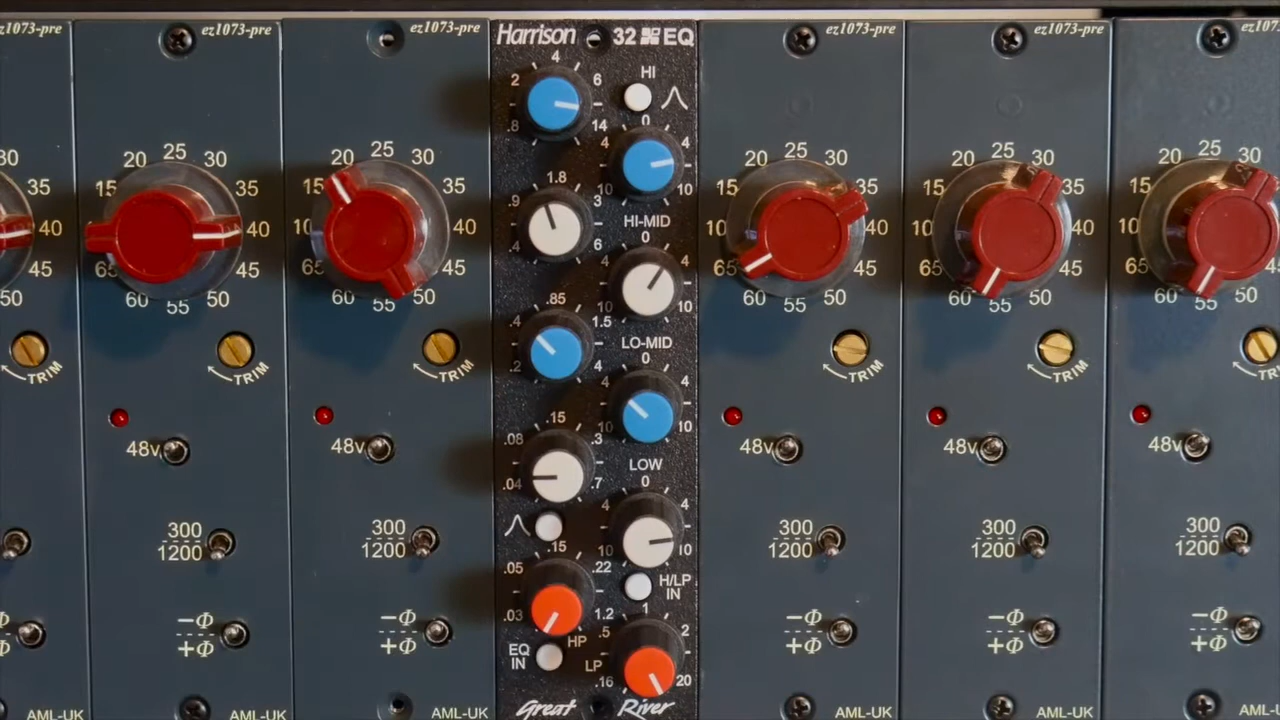 ez1073-pre
30
35
40
45
50
TRIM
Φ
Φ
ez1073-pre
15 20 25 30 35
40
45
50
55
60
65
TRIM
48v
300
1200
−Φ
+Φ
AML-UK
ez1073-pre
10 15 20 25 30 35
40
45
50
55
60
65
TRIM
48v
300
1200
−Φ
+Φ
AML-UK
Harrison 32 EQ
HI
.8 2 4 6 14
0
4 4
10 10
.4 .9 1.8 3 6
HI-MID
0
4 4
10 10
.2 .4 .85 1.5 4
LO-MID
0
4 4
10 10
.04 .08 .15 .3 .7
LOW
0
4 4
10 10
.03 .05 .15 .22 1.2
HP
H/LP
IN
.16 .5 1 2 20
LP
EQ
IN
Great River
ez1073-pre
10 15 20 25 30 35
40
45
50
55
60
65
TRIM
48v
300
1200
−Φ
+Φ
AML-UK
ez1073-pre
10 15 20 25 30 35
40
45
50
55
60
65
TRIM
48v
300
1200
−Φ
+Φ
AML-UK
ez1073
10 15 20 25 30
45
50
55
60
65
TRIM
48v
300
1200
−Φ
+Φ
AML-UK